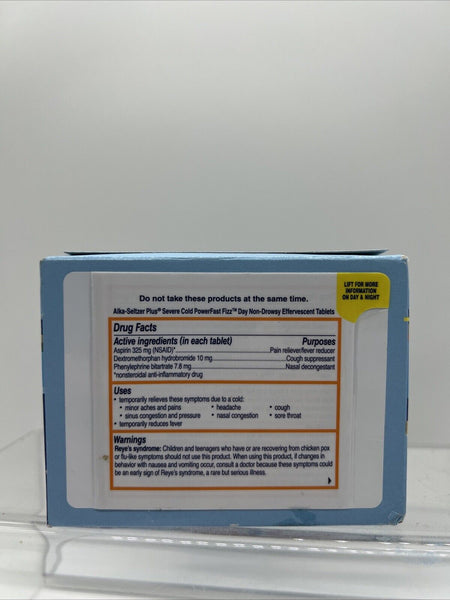 LIFT FOR MORE
INFORMATION
ON DAY & NIGHT
Do not take these products at the same time.
Alka-Seltzer Plus® Severe Cold PowerFast Fizz™ Day Non-Drowsy Effervescent Tablets
Drug Facts
Active ingredients (in each tablet) Purposes
Aspirin 325 mg (NSAID)* Pain reliever/fever reducer
Dextromethorphan hydrobromide 10 mg Cough suppressant
Phenylephrine bitartrate 7.8 mg Nasal decongestant
*nonsteroidal anti-inflammatory drug
Uses
• temporarily relieves these symptoms due to a cold:
• minor aches and pains • headache • cough
• sinus congestion and pressure • nasal congestion • sore throat
• temporarily reduces fever
Warnings
Reye's syndrome: Children and teenagers who have or are recovering from chicken pox
or flu-like symptoms should not use this product. When using this product, if changes in
behavior with nausea and vomiting occur, consult a doctor because these symptoms could
be an early sign of Reye's syndrome, a rare but serious illness.